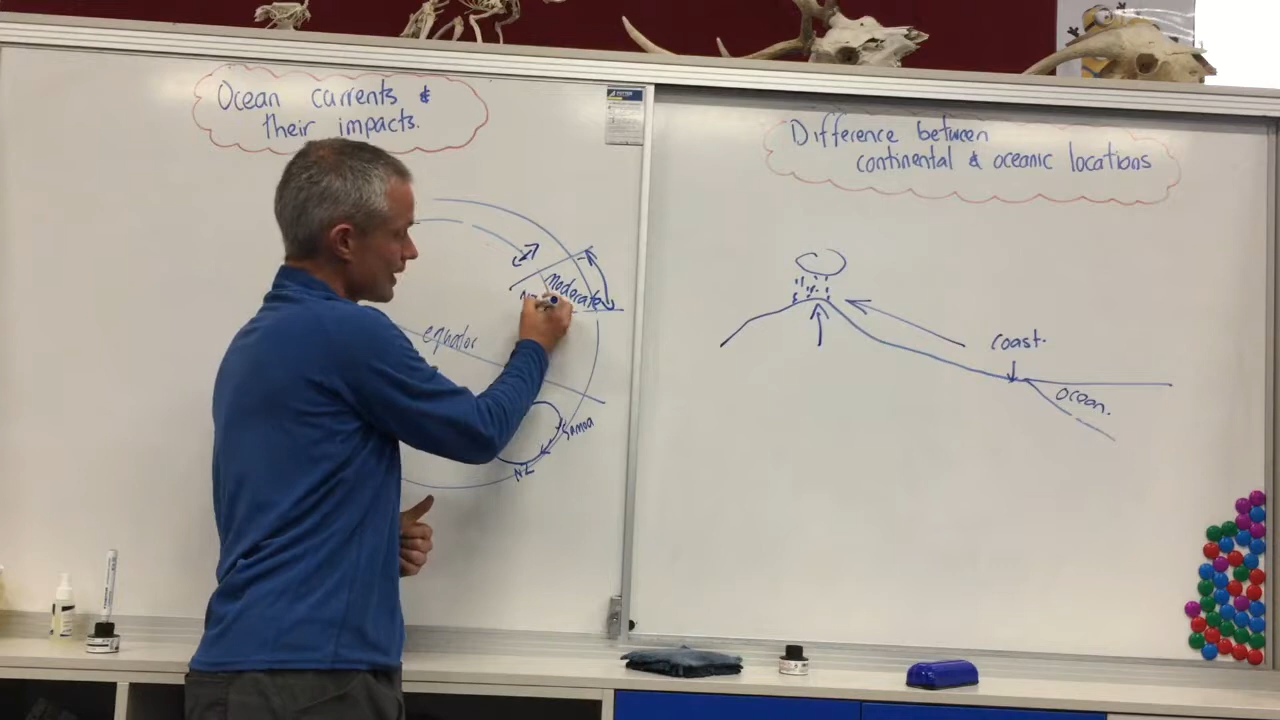 Ocean currents &
their impacts.
Difference between
continental & oceanic locations
moderate
equator
Samoa
NZ
coast.
ocean.